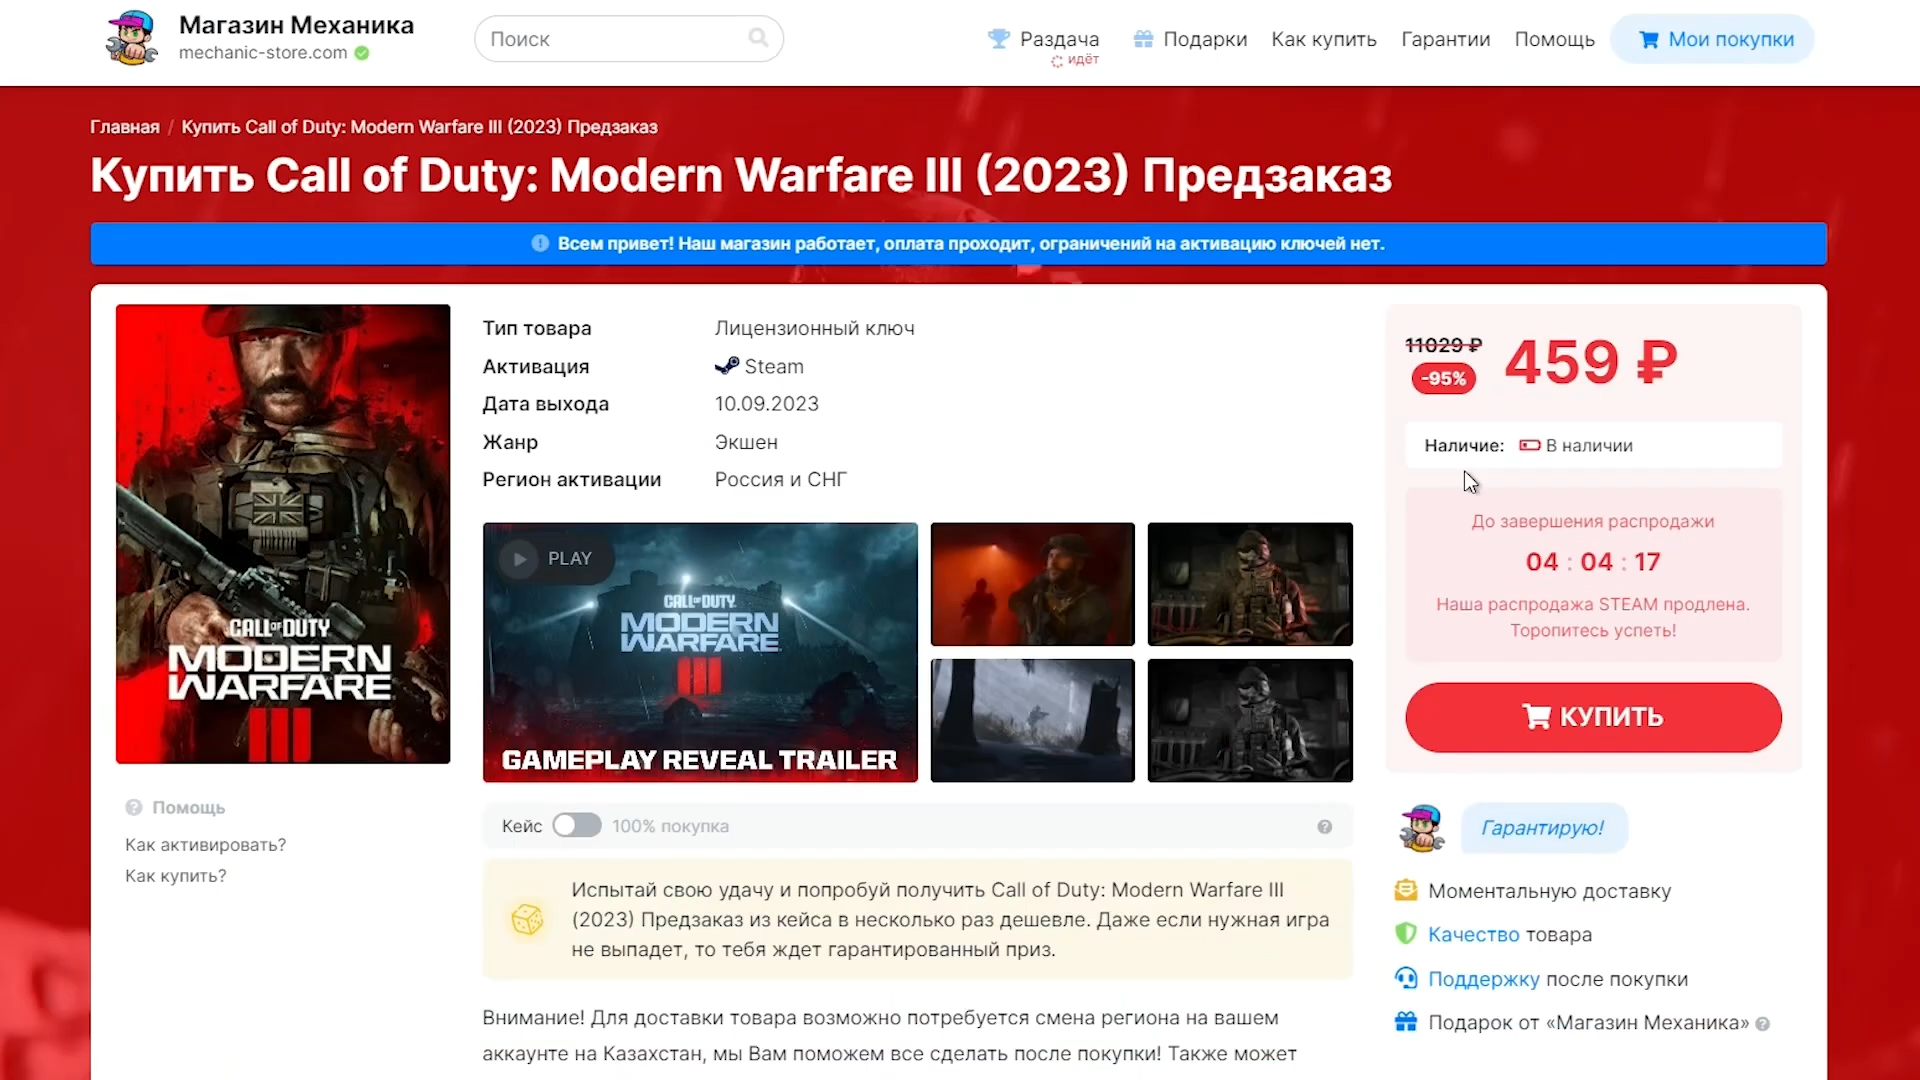 Магазин Механика
mechanic-store.com
Поиск
Раздача
идёт
Подарки
Как купить
Гарантии
Помощь
Мои покупки
Главная / Купить Call of Duty: Modern Warfare III (2023) Предзаказ
Купить Call of Duty: Modern Warfare III (2023) Предзаказ
Всем привет! Наш магазин работает, оплата проходит, ограничений на активацию ключей нет.
CALL OF DUTY
MODERN
WARFARE
III
Тип товара Лицензионный ключ
Активация Steam
Дата выхода 10.09.2023
Жанр Экшен
Регион активации Россия и СНГ
PLAY
CALL OF DUTY
MODERN
WARFARE
III
GAMEPLAY REVEAL TRAILER
11029 ₽
-95%
459 ₽
Наличие: В наличии
До завершения распродажи
04 : 04 : 17
Наша распродажа STEAM продлена.
Торопитесь успеть!
КУПИТЬ
Помощь
Как активировать?
Как купить?
Кейс 100% покупка
Испытай свою удачу и попробуй получить Call of Duty: Modern Warfare III
(2023) Предзаказ из кейса в несколько раз дешевле. Даже если нужная игра
не выпадет, то тебя ждет гарантированный приз.
Внимание! Для доставки товара возможно потребуется смена региона на вашем
аккаунте на Казахстан, мы Вам поможем все сделать после покупки! Также может
Гарантирую!
Моментальную доставку
Качество товара
Поддержку после покупки
Подарок от «Магазин Механика»